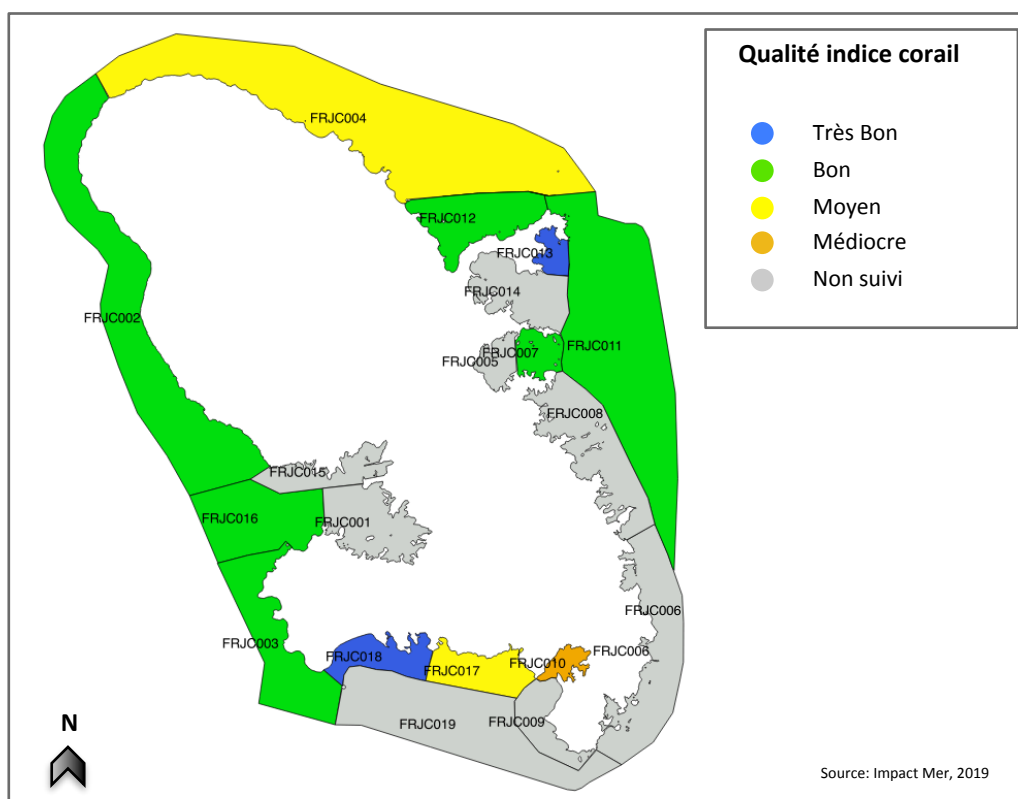 Qualité indice corail
Très Bon
Bon
Moyen
Médiocre
Non suivi
FRJC004
FRJC012
FRJC013
FRJC014
FRJC002
FRJC011
FRJC007
FRJC005
FRJC008
FRJC015
FRJC016
FRJC001
FRJC006
FRJC003
FRJC006
FRJC018
FRJC010
FRJC017
FRJC019
FRJC009
N
Source: Impact Mer, 2019